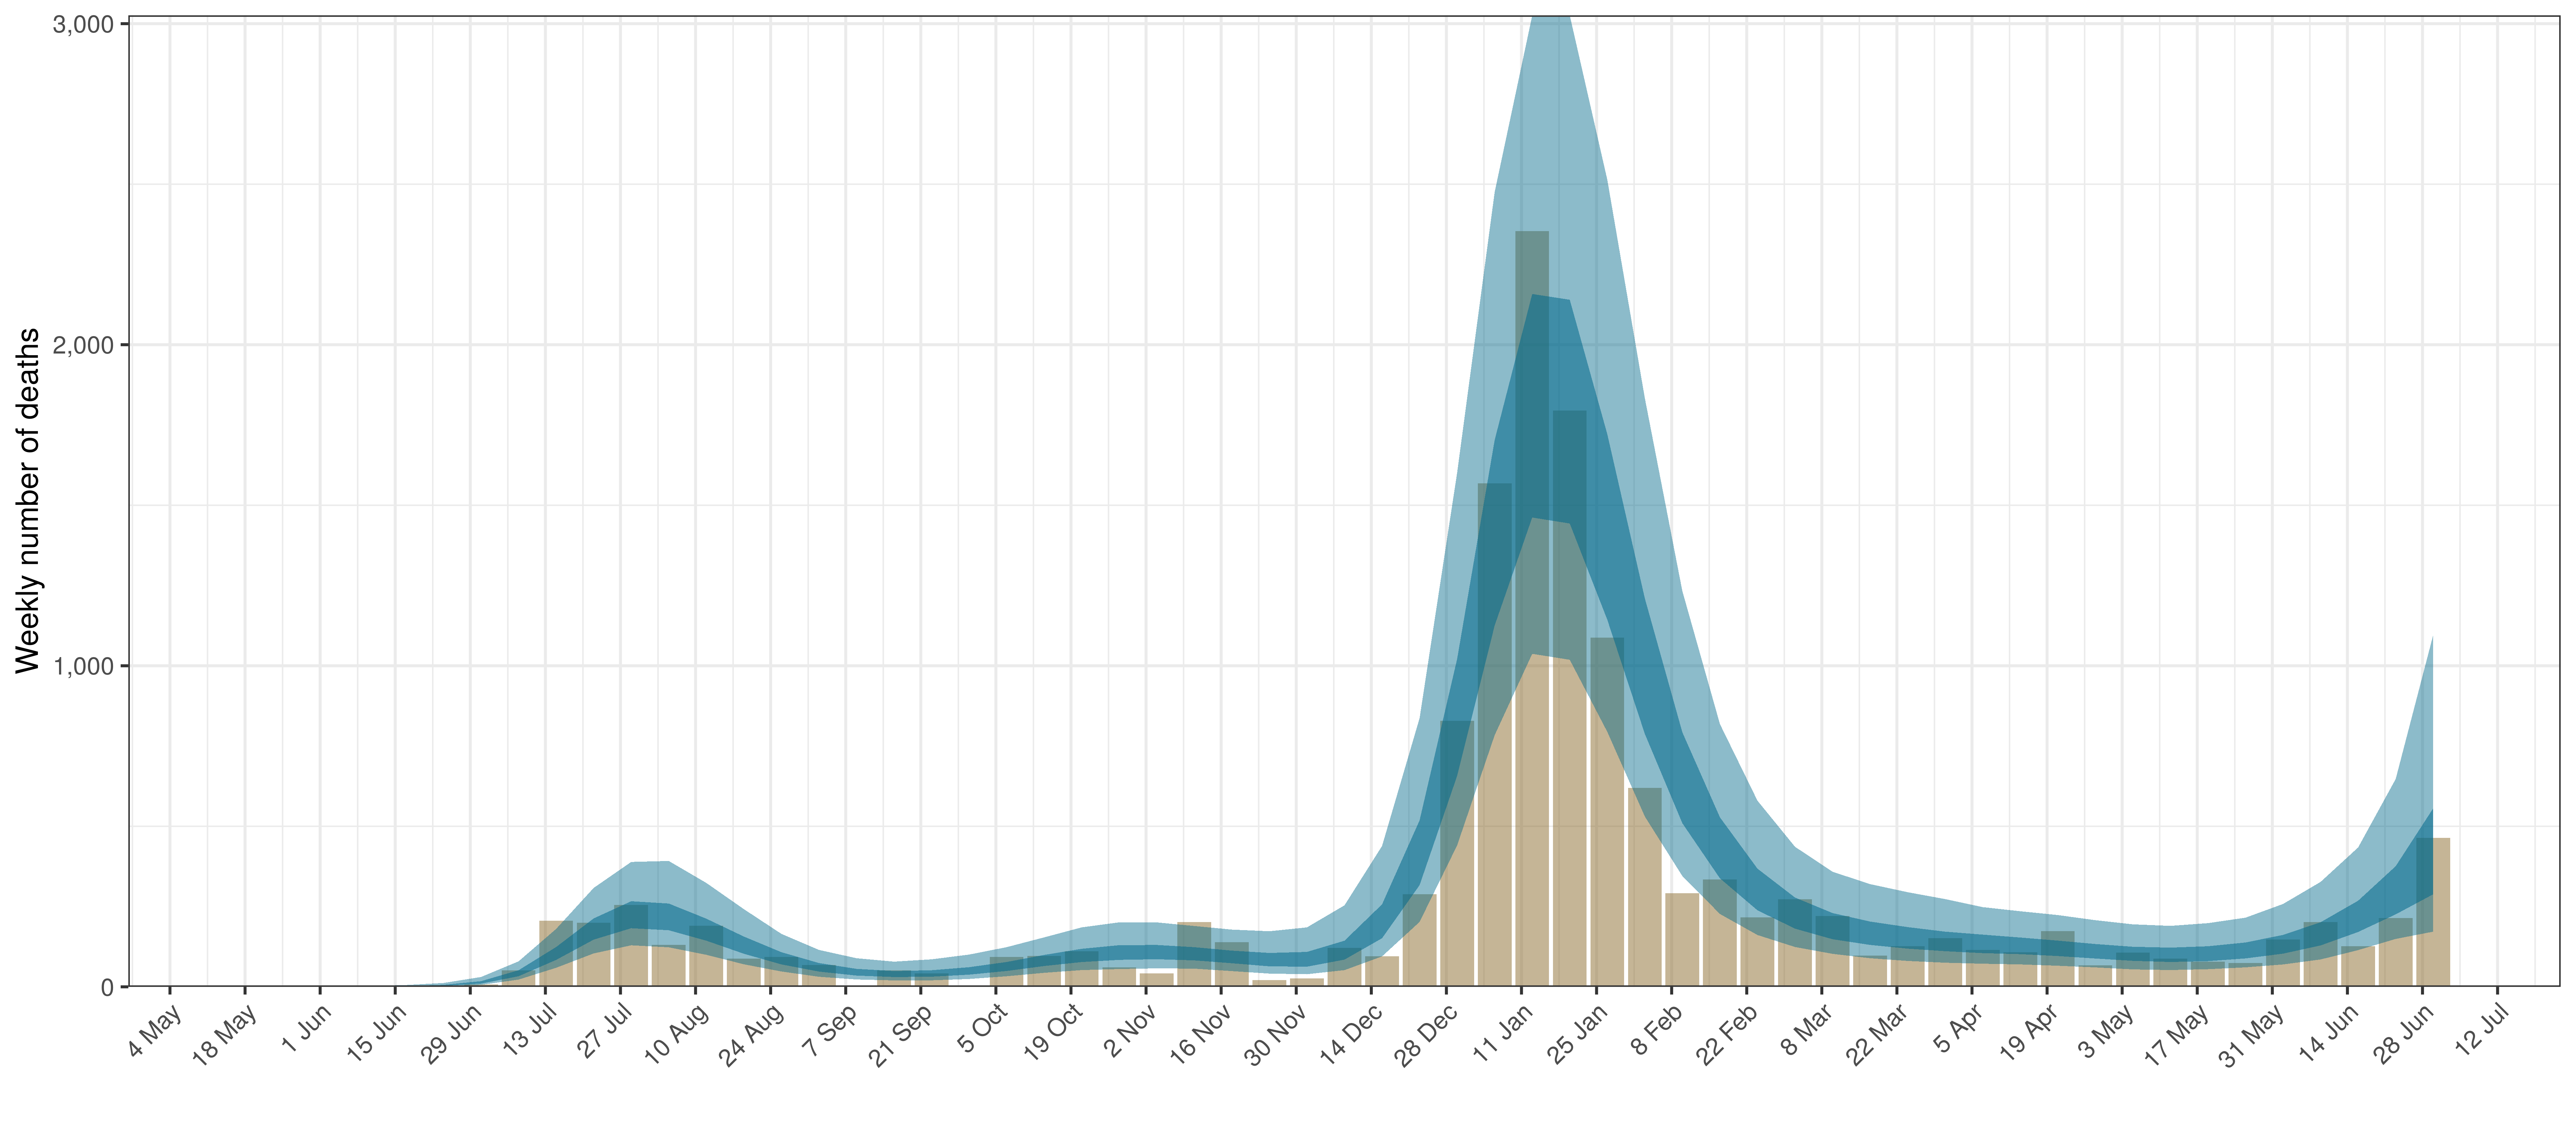 Weekly number of deaths
3,000
2,000
1,000
0
4 May
18 May
1 Jun
15 Jun
29 Jun
13 Jul
27 Jul
10 Aug
24 Aug
7 Sep
21 Sep
5 Oct
19 Oct
2 Nov
16 Nov
30 Nov
14 Dec
28 Dec
11 Jan
25 Jan
8 Feb
22 Feb
8 Mar
22 Mar
5 Apr
19 Apr
3 May
17 May
31 May
14 Jun
28 Jun
12 Jul